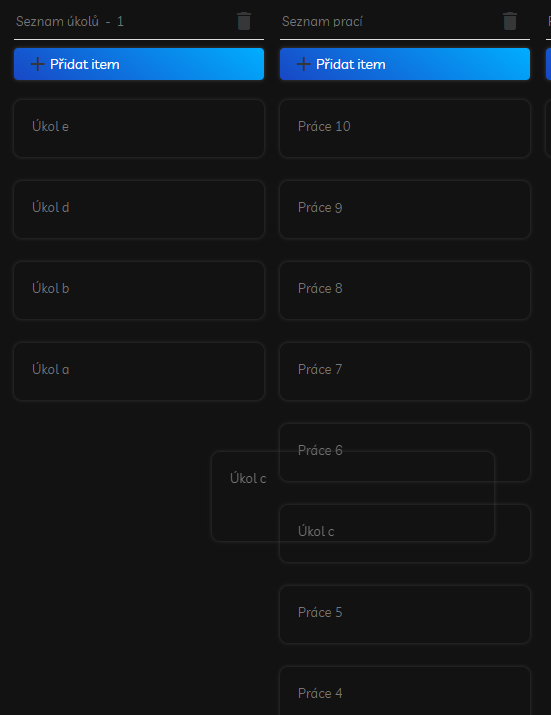 Seznam úkolů - 1
Přidat item
Úkol e
Úkol d
Úkol b
Úkol a
Úkol c
Seznam prací
Přidat item
Práce 10
Práce 9
Práce 8
Práce 7
Práce 6
Úkol c
Práce 5
Práce 4